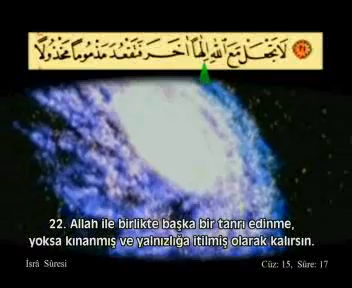 لَا تَجْعَلْ مَعَ اللّٰهِ اِلٰهًا اٰخَرَ فَتَقْعُدَ مَذْمُومًا مَخْذُولًا
22. Allah ile birlikte başka bir tanrı edinme,
yoksa kınanmış ve yalnızlığa itilmiş olarak kalırsın.
İsrâ Sûresi
Cüz: 15, Sûre: 17